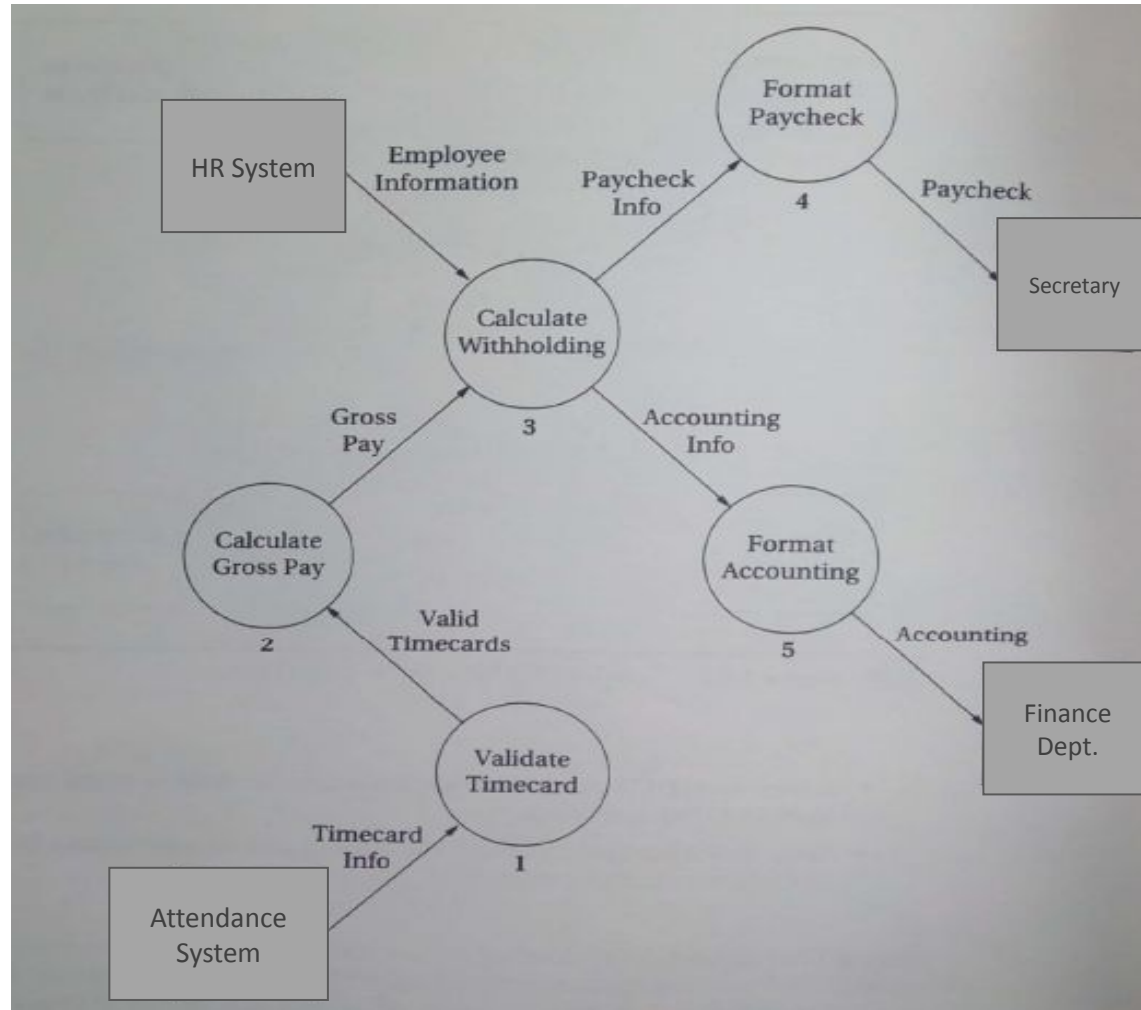 Format
Paycheck
4
HR System
Employee
Information
Paycheck
Info
Paycheck
Secretary
Calculate
Withholding
3
Gross
Pay
Accounting
Info
Calculate
Gross Pay
2
Format
Accounting
5
Valid
Timecards
Accounting
Finance
Dept.
Validate
Timecard
1
Timecard
Info
Attendance
System